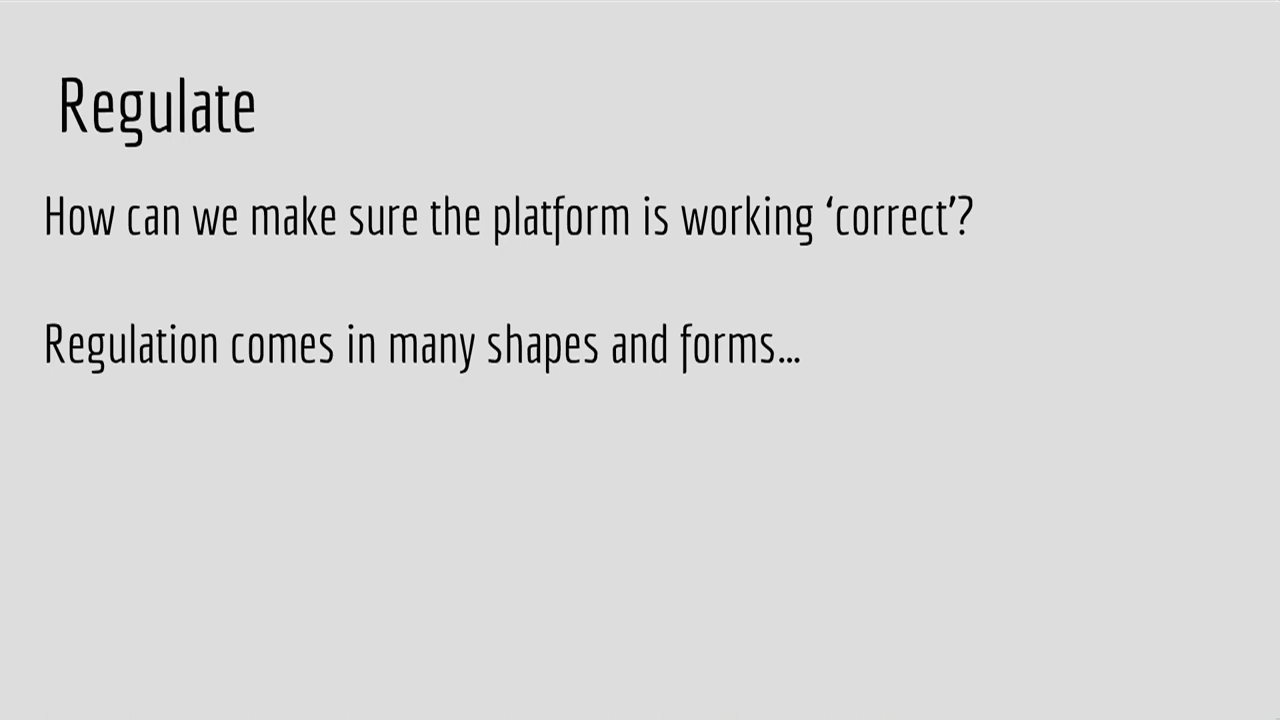 Regulate
How can we make sure the platform is working ‘correct’?
Regulation comes in many shapes and forms...